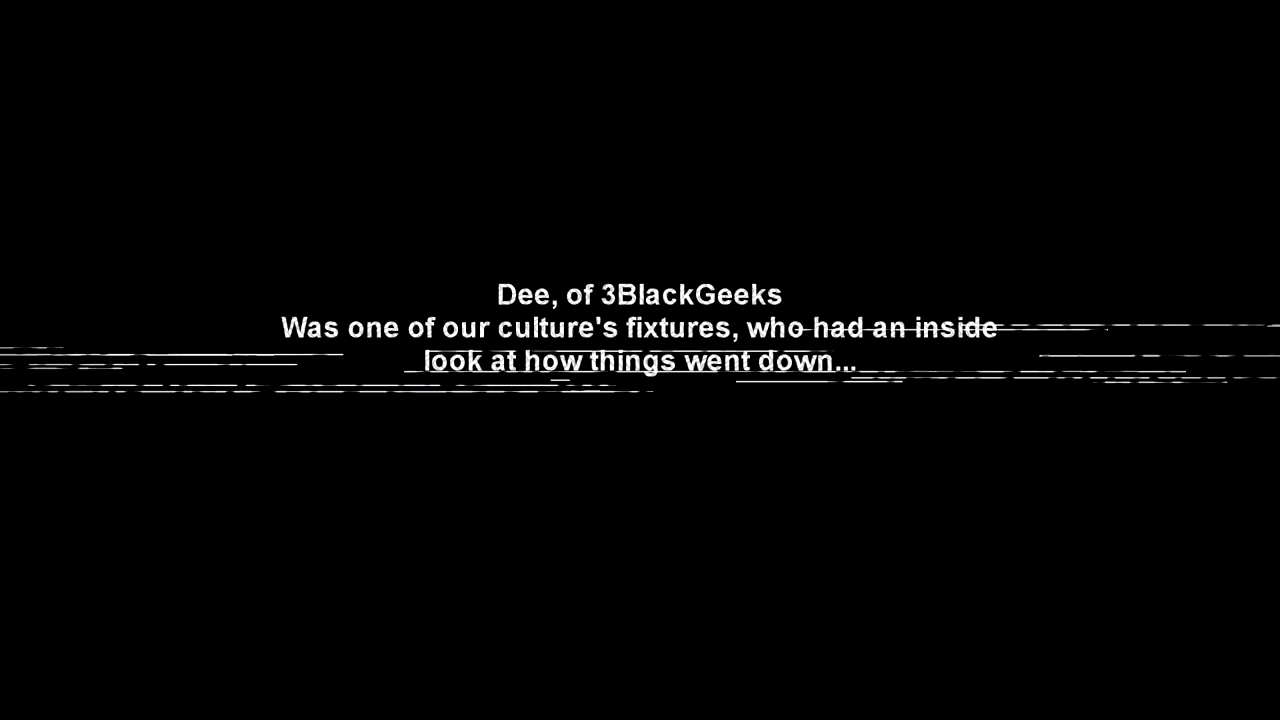 Dee, of 3BlackGeeks
Was one of our culture's fixtures, who had an inside
look at how things went down...